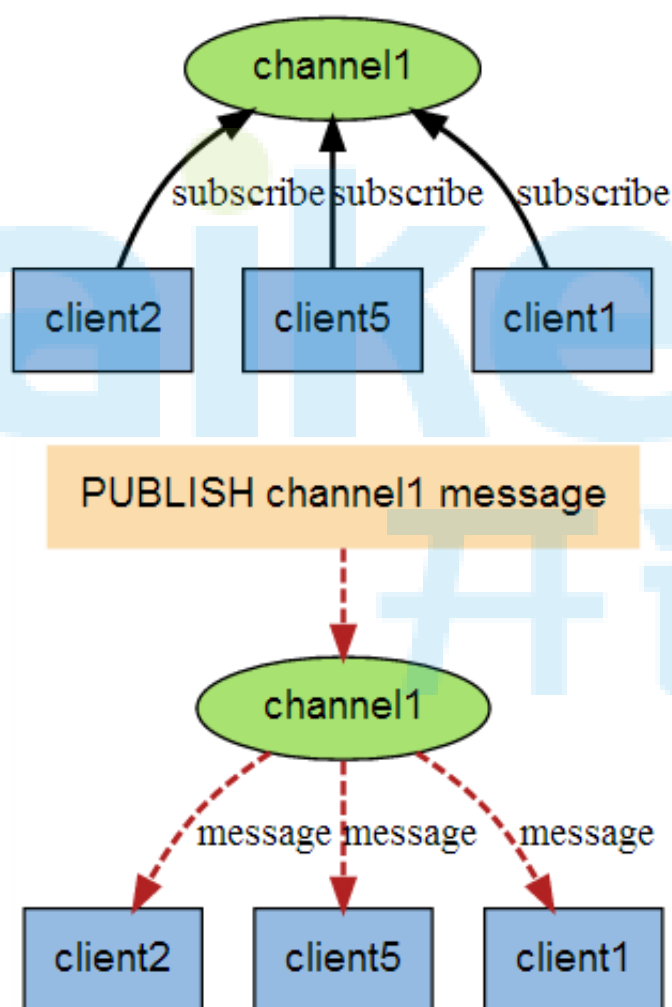 channel1
subscribe subscribe subscribe
client2 client5 client1
PUBLISH channel1 message
channel1
message message message
client2 client5 client1